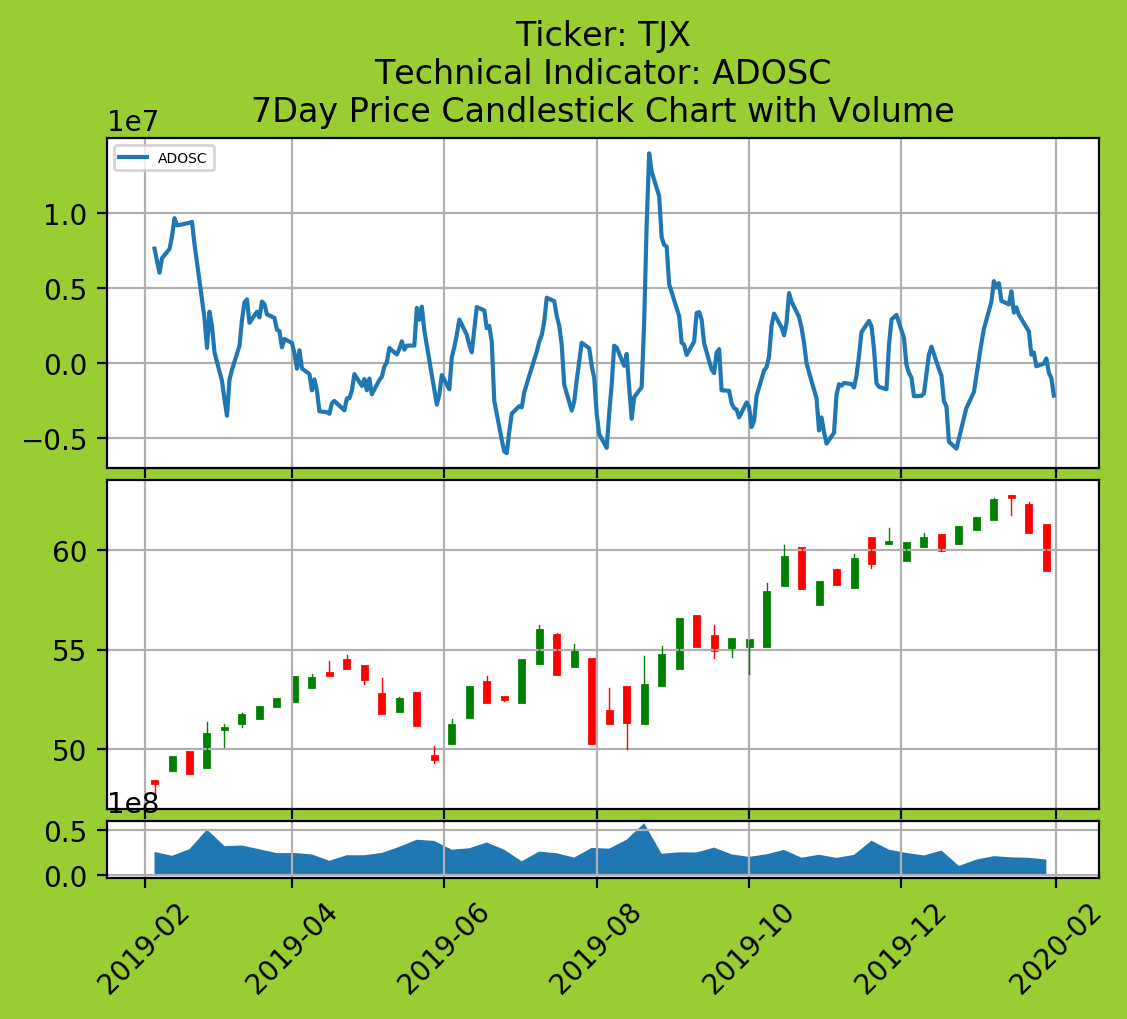 Ticker: TJX
Technical Indicator: ADOSC
7Day Price Candlestick Chart with Volume
1e7
ADOSC
1.0
0.5
0.0
−0.5
60
55
50
1e8
0.5
0.0
2019-02
2019-04
2019-06
2019-08
2019-10
2019-12
2020-02